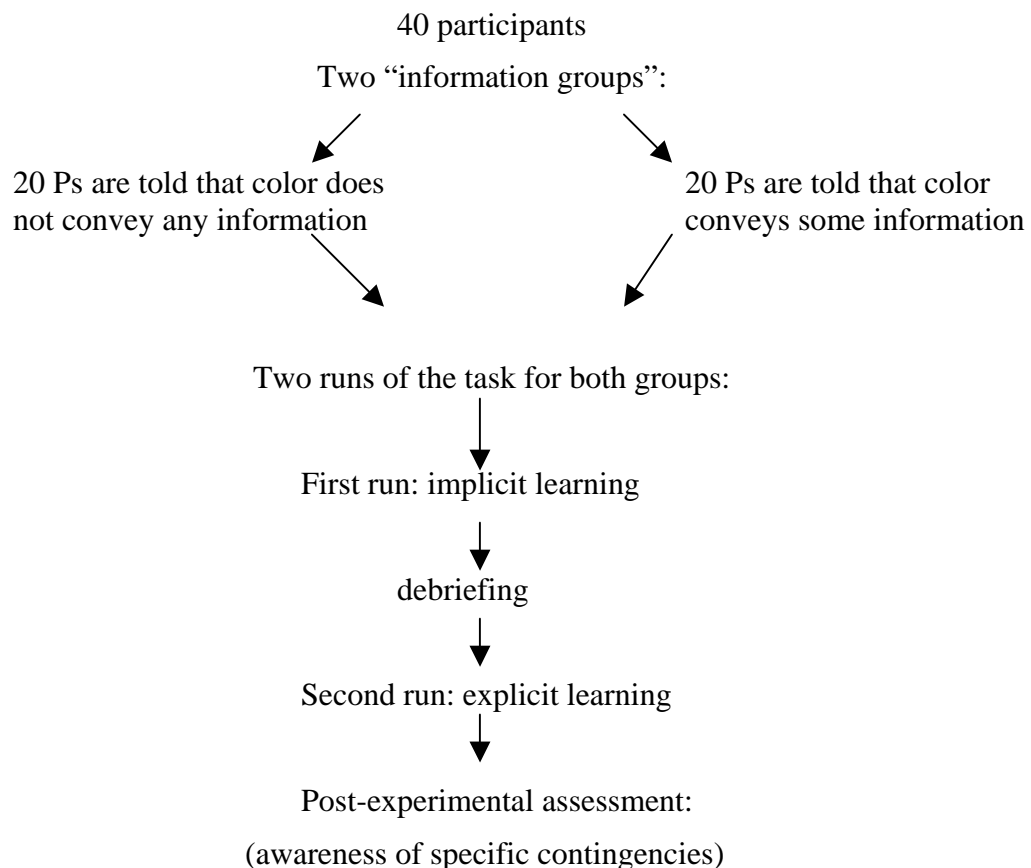 40 participants
Two “information groups”:
20 Ps are told that color does
not convey any information
20 Ps are told that color
conveys some information
Two runs of the task for both groups:
First run: implicit learning
debriefing
Second run: explicit learning
Post-experimental assessment:
(awareness of specific contingencies)